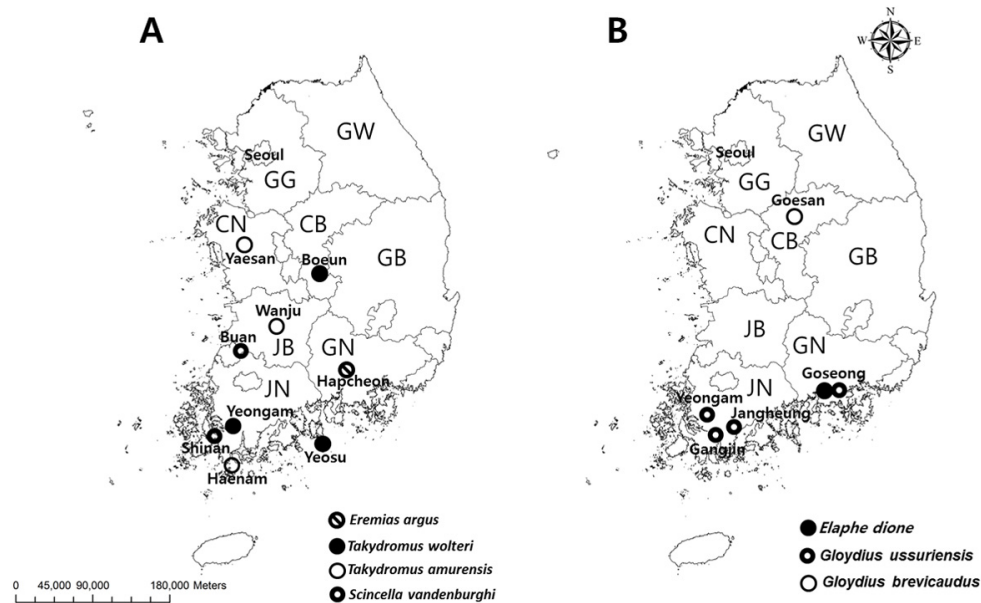 A
GW
Seoul
GG
CN
CB
Yaesan
Boeun
GB
Wanju
Buan
JB
GN
Hapcheon
JN
Yeongam
Shinan
Yeosu
Haenam
Eremias argus
Takydromus wolteri
Takydromus amurensis
Scincella vandenburghi
0 45,000 90,000 180,000 Meters
B
N
W E
S
GW
Seoul
GG
Goesan
CN
CB
GB
JB
GN
Goseong
JN
Yeongam
Jangheung
Gangjin
Elaphe dione
Gloydius ussuriensis
Gloydius brevicaudus